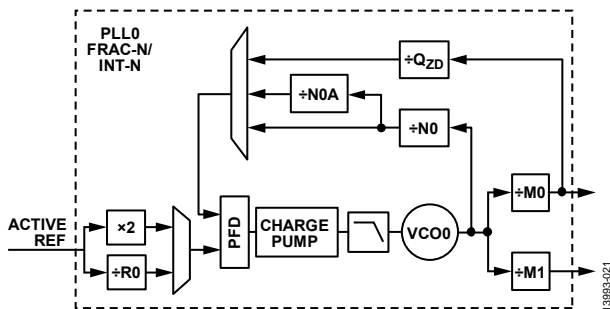 PLL0
FRAC-N/
INT-N
÷QZD
÷N0A
÷N0
÷M0
ACTIVE
REF
×2
÷R0
PFD
CHARGE
PUMP
VCO0
÷M1
13993-021